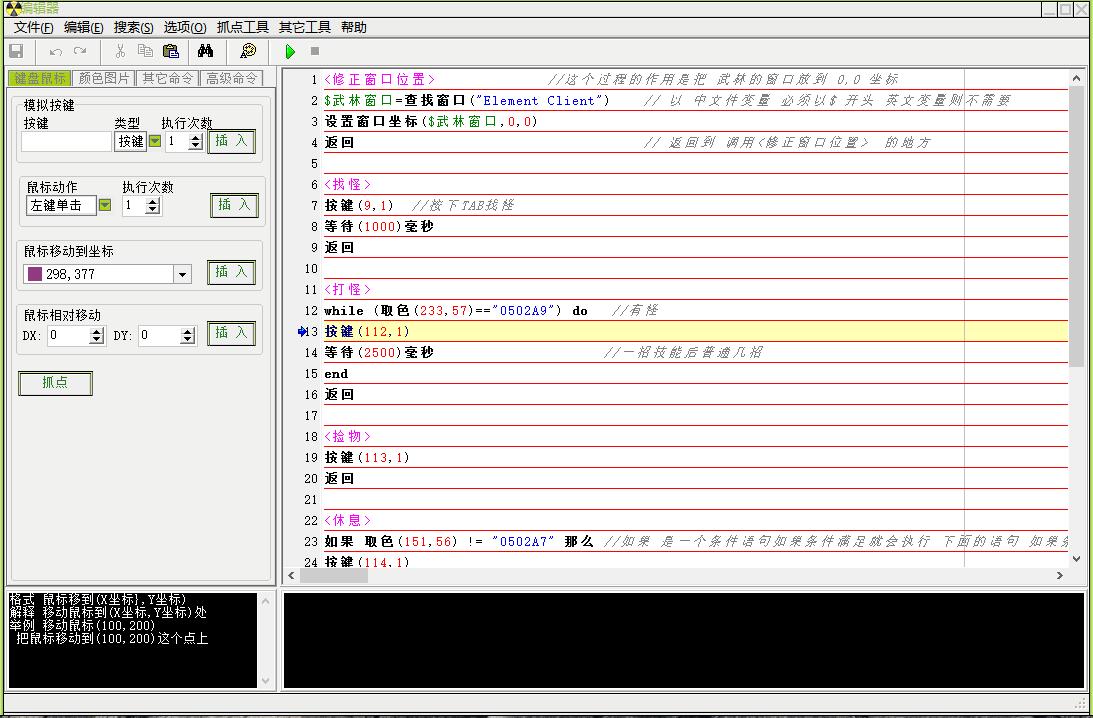 编辑器
文件(F) 编辑(E) 搜索(S) 选项(O) 抓点工具 其它工具 帮助
键盘鼠标 颜色图片 其它命令 高级命令
模拟按键
按键 类型 执行次数
按键 1 插 入
鼠标动作 执行次数
左键单击 1 插 入
鼠标移动到坐标
298,377 插 入
鼠标相对移动
DX: 0 DY: 0 插 入
抓点
1 <修正窗口位置> //这个过程的作用是把 武林的窗口放到 0,0 坐标
2 $武林窗口=查找窗口("Element Client") // 以 中文件变量 必须以$ 开头 英文变量则不需要
3 设置窗口坐标($武林窗口,0,0)
4 返回 // 返回到 调用<修正窗口位置> 的地方
5
6 <找怪>
7 按键(9,1) //按下TAB找怪
8 等待(1000)毫秒
9 返回
10
11 <打怪>
12 while (取色(233,57)=="0502A9") do //有怪
13 按键(112,1)
14 等待(2500)毫秒 //一招技能后普通几招
15 end
16 返回
17
18 <捡物>
19 按键(113,1)
20 返回
21
22 <休息>
23 如果 取色(151,56) != "0502A7" 那么 //如果 是一个条件语句如果条件满足就会执行 下面的语句 如果条
24 按键(114,1)
格式 鼠标移到(X坐标},Y坐标)
解释 移动鼠标到(X坐标,Y坐标)处
举例 移动鼠标(100,200)
把鼠标移动到(100,200)这个点上